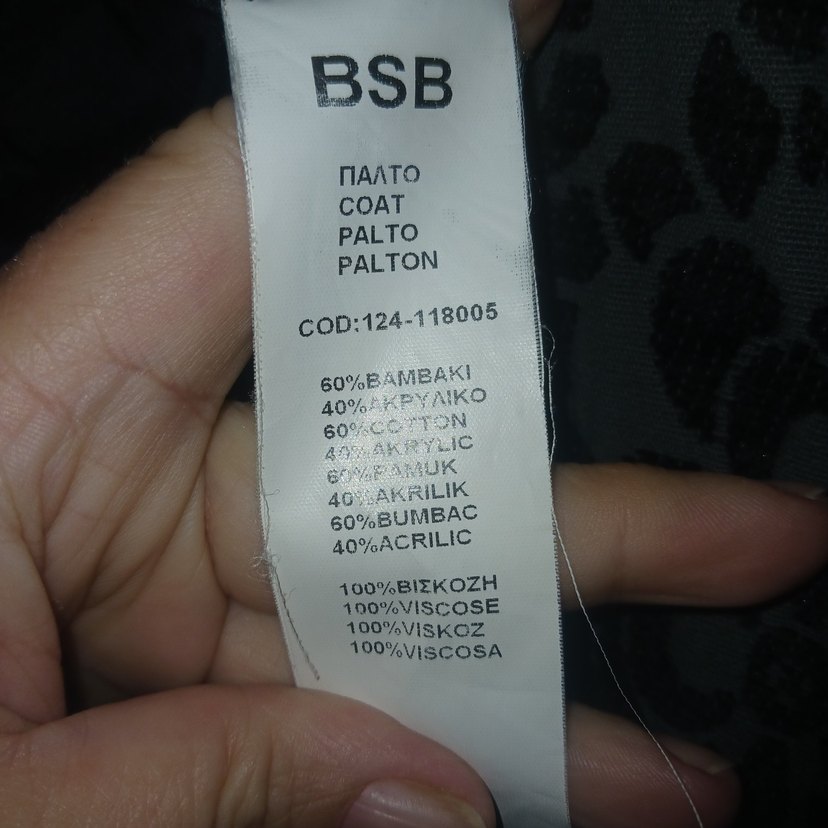 BSB
ΠΑΛΤΟ
COAT
PALTO
PALTON
COD:124-118005
60%ΒΑΜΒΑΚΙ
40%ΑΚΡΥΛΙΚΟ
60%COTTON
40%AKRYLIC
60%PAMUK
40%AKRILIK
60%BUMBAC
40%ACRILIC
100%ΒΙΣΚΟΖΗ
100%VISCOSE
100%VISKOZ
100%VISCOSA